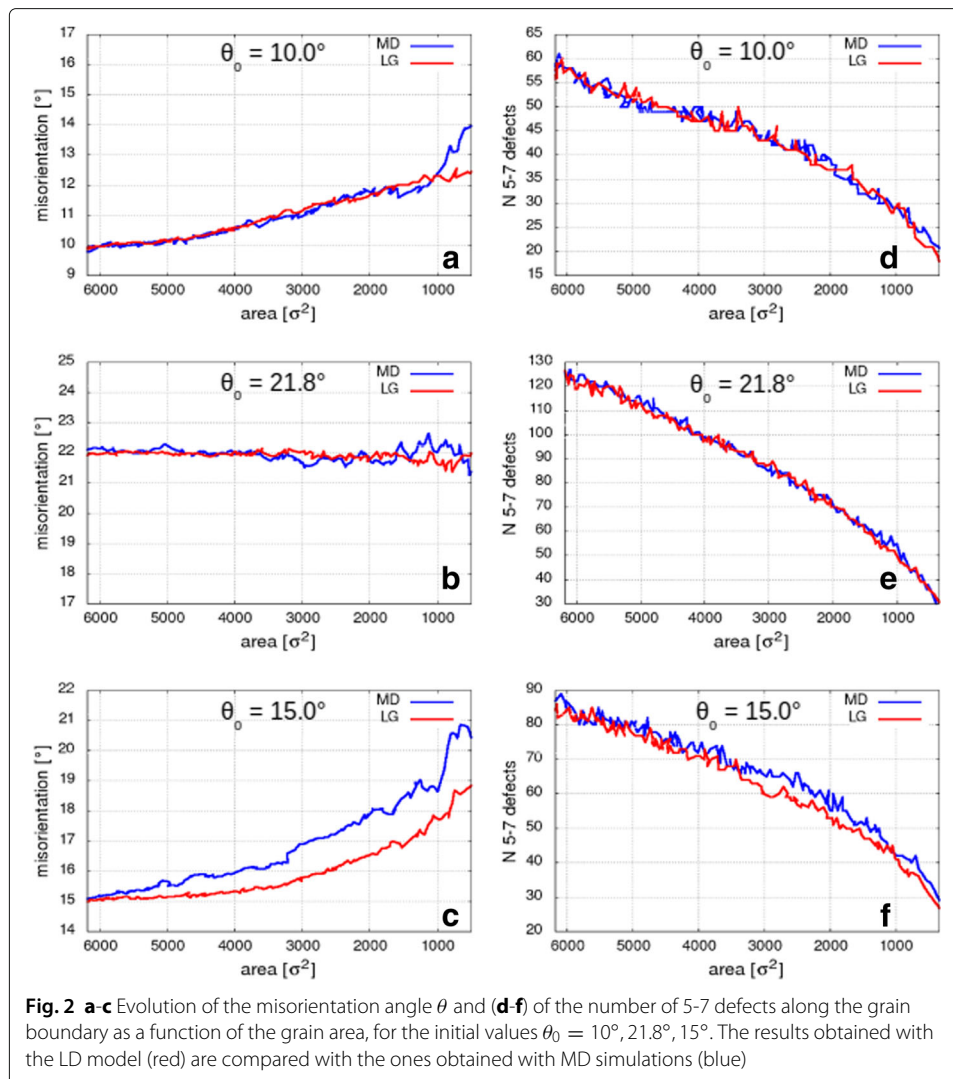 17
16
15
14
13
12
11
10
9
misorientation [°]
θ₀ = 10.0°
MD
LG
a
6000 5000 4000 3000 2000 1000
area [σ²]
65
60
55
50
45
40
35
30
25
20
15
N 5-7 defects
θ₀ = 10.0°
MD
LG
d
6000 5000 4000 3000 2000 1000
area [σ²]
25
24
23
22
21
20
19
18
17
misorientation [°]
θ₀ = 21.8°
MD
LG
b
6000 5000 4000 3000 2000 1000
area [σ²]
130
120
110
100
90
80
70
60
50
40
30
N 5-7 defects
θ₀ = 21.8°
MD
LG
e
6000 5000 4000 3000 2000 1000
area [σ²]
22
21
20
19
18
17
16
15
14
misorientation [°]
θ₀ = 15.0°
MD
LG
c
6000 5000 4000 3000 2000 1000
area [σ²]
90
80
70
60
50
40
30
20
N 5-7 defects
θ₀ = 15.0°
MD
LG
f
6000 5000 4000 3000 2000 1000
area [σ²]
Fig. 2 a-c Evolution of the misorientation angle θ and (d-f) of the number of 5-7 defects along the grain
boundary as a function of the grain area, for the initial values θ₀ = 10°, 21.8°, 15°. The results obtained with
the LD model (red) are compared with the ones obtained with MD simulations (blue)